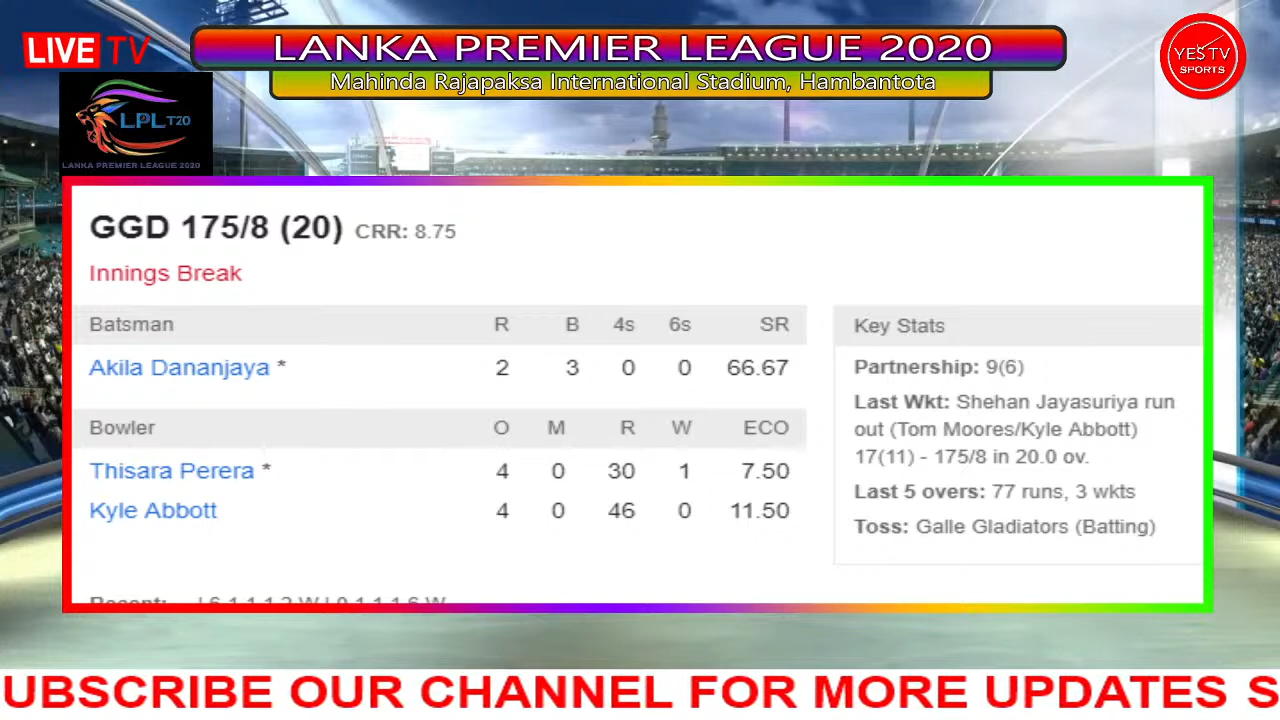 LIVE TV
LANKA PREMIER LEAGUE 2020
Mahinda Rajapaksa International Stadium, Hambantota
YES TV
SPORTS
LPL T20
LANKA PREMIER LEAGUE 2020
GGD 175/8 (20) CRR: 8.75
Innings Break
Batsman R B 4s 6s SR
Akila Dananjaya * 2 3 0 0 66.67
Bowler O M R W ECO
Thisara Perera * 4 0 30 1 7.50
Kyle Abbott 4 0 46 0 11.50
Key Stats
Partnership: 9(6)
Last Wkt: Shehan Jayasuriya run
out (Tom Moores/Kyle Abbott)
17(11) - 175/8 in 20.0 ov.
Last 5 overs: 77 runs, 3 wkts
Toss: Galle Gladiators (Batting)
Recent:
UBSCRIBE OUR CHANNEL FOR MORE UPDATES S